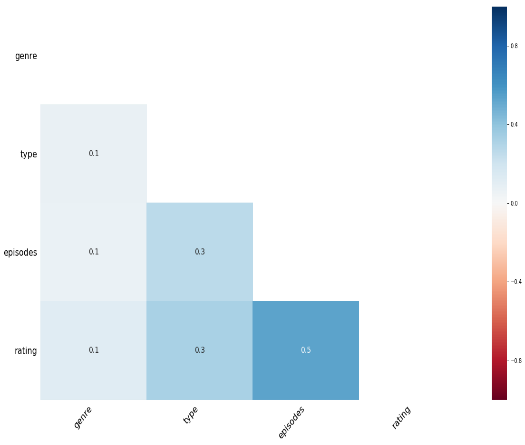 genre
type
episodes
rating
0.1
0.1 0.3
0.1 0.3 0.5
genre type episodes rating
0.8
0.4
0.0
−0.4
−0.8